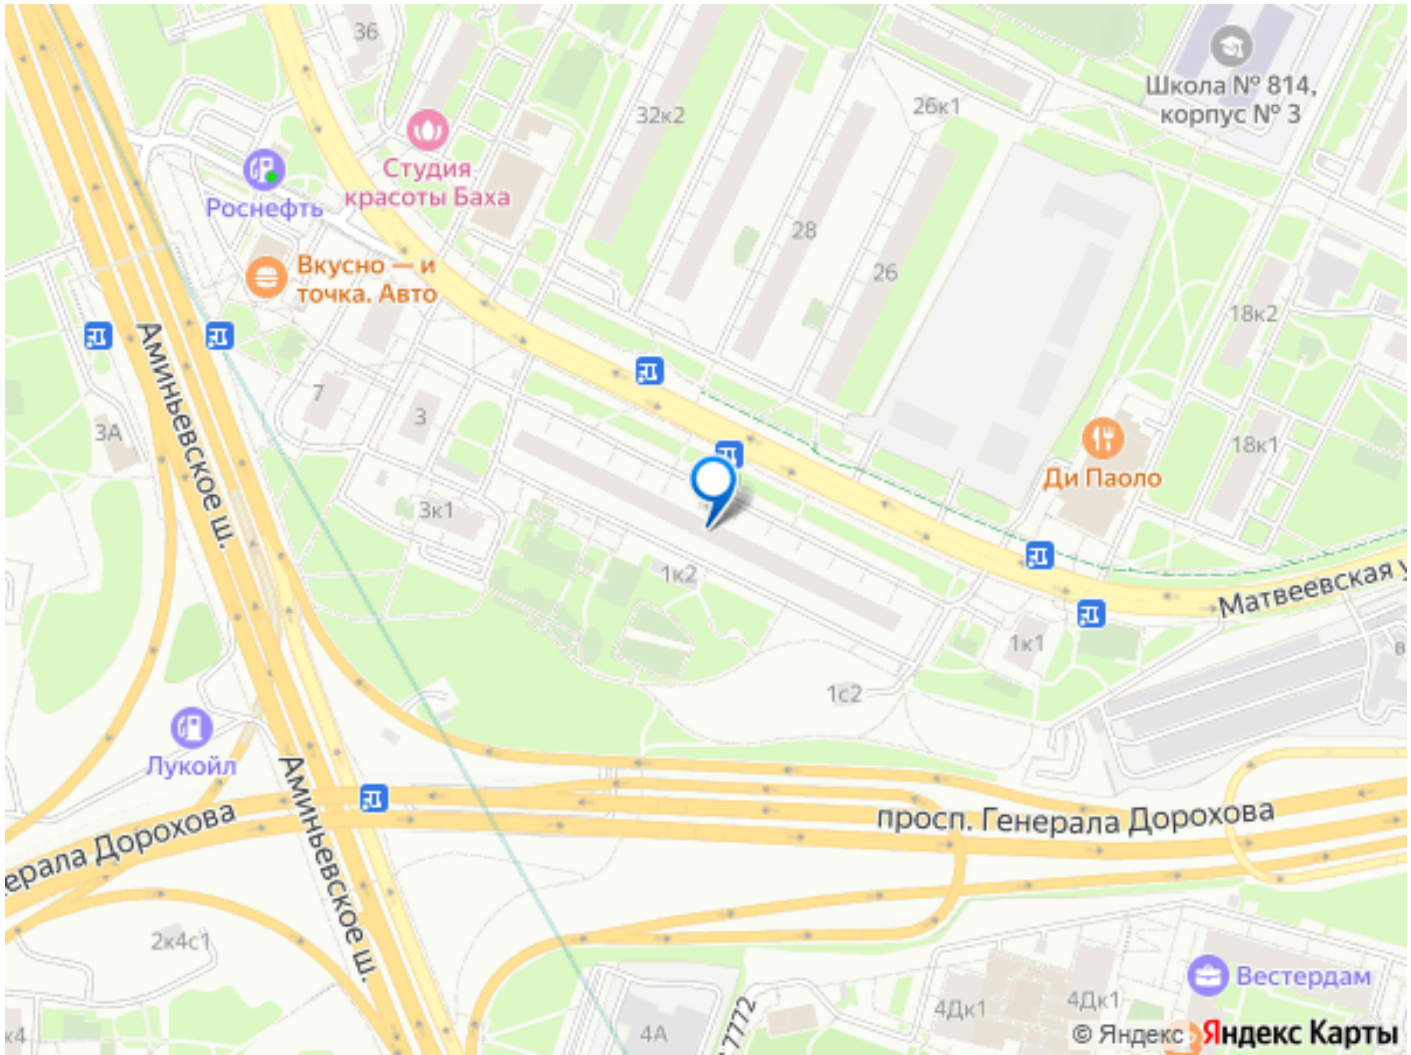 36
Школа № 814,
корпус № 3
32к2
26к1
Студия
красоты Баха
Роснефть
28
Вкусно — и
точка. Авто
26
18к2
Аминьевское ш.
7
3
3А
18к1
Ди Паоло
3к1
1к2
Матвеевская у
1к1
в
1с2
Лукойл
Аминьевское ш.
просп. Генерала Дорохова
ерала Дорохова
2к4с1
Вестердам
4Дк1
4Дк1
7772
к4
4А
© Яндекс Яндекс Карты